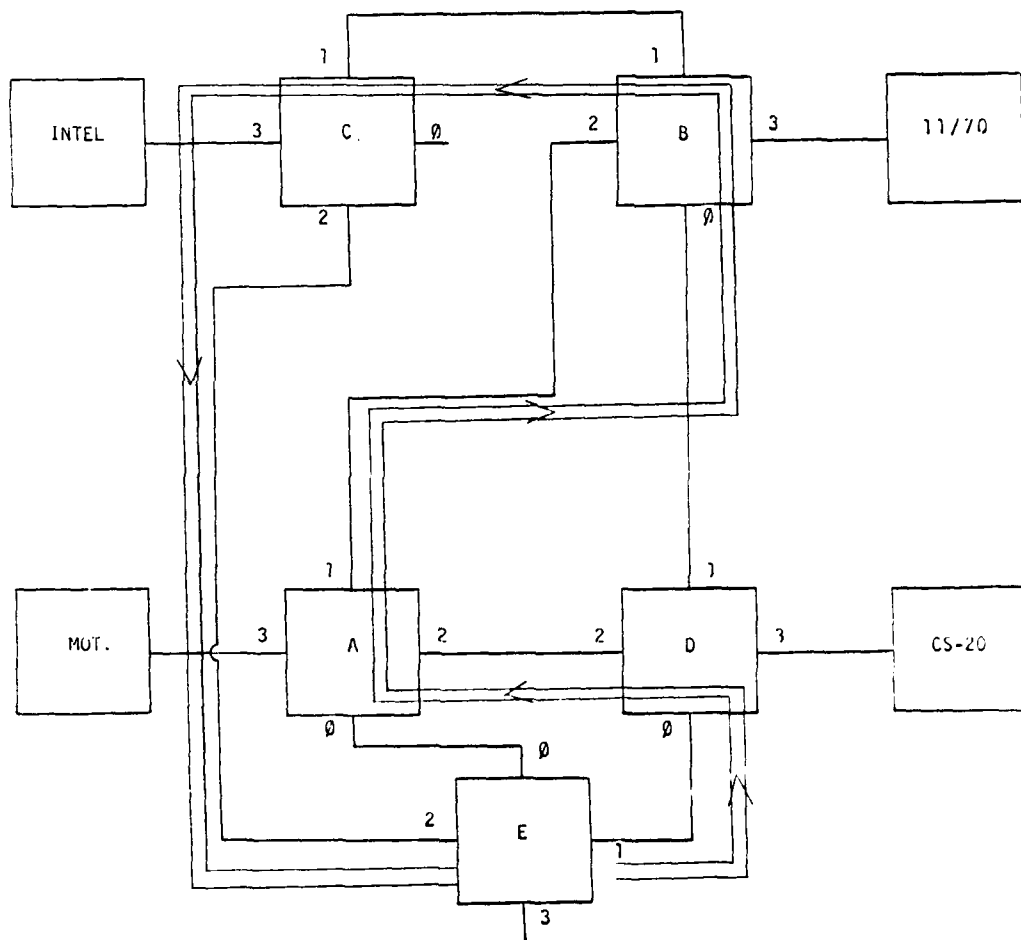 1 1
INTEL 3 C. Ø 2 B 3 11/70
2 Ø
1 1
MOT. 3 A 2 2 D 3 CS-20
Ø Ø Ø
2 E 1
3